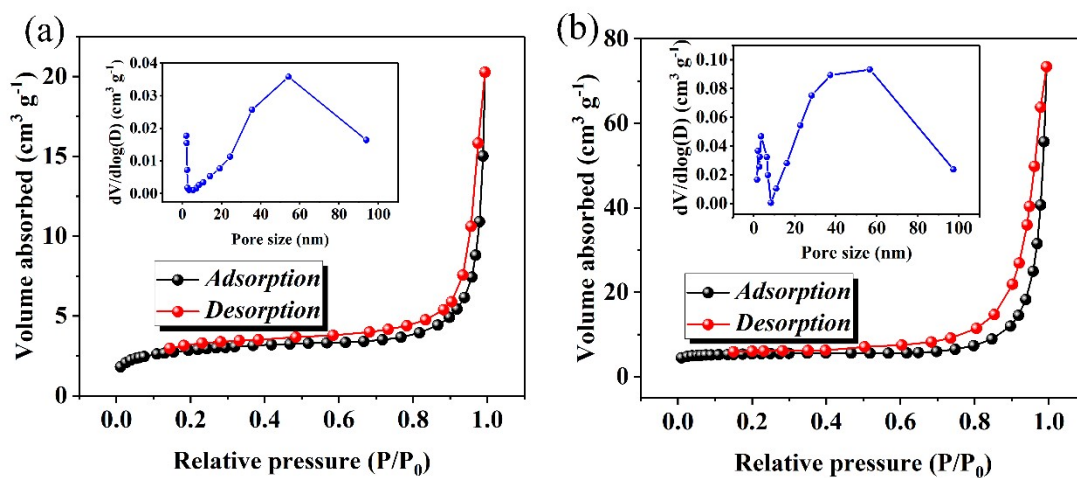 (a)
Volume absorbed (cm³ g⁻¹)
20
15
10
5
0
0.0 0.2 0.4 0.6 0.8 1.0
Relative pressure (P/P₀)
Adsorption
Desorption
dV/dlog(D) (cm³ g⁻¹)
0.04
0.03
0.02
0.01
0.00
0 20 40 60 80 100
Pore size (nm)
(b)
Volume absorbed (cm³ g⁻¹)
80
60
40
20
0
0.0 0.2 0.4 0.6 0.8 1.0
Relative pressure (P/P₀)
Adsorption
Desorption
dV/dlog(D) (cm³ g⁻¹)
0.10
0.08
0.06
0.04
0.02
0.00
0 20 40 60 80 100
Pore size (nm)